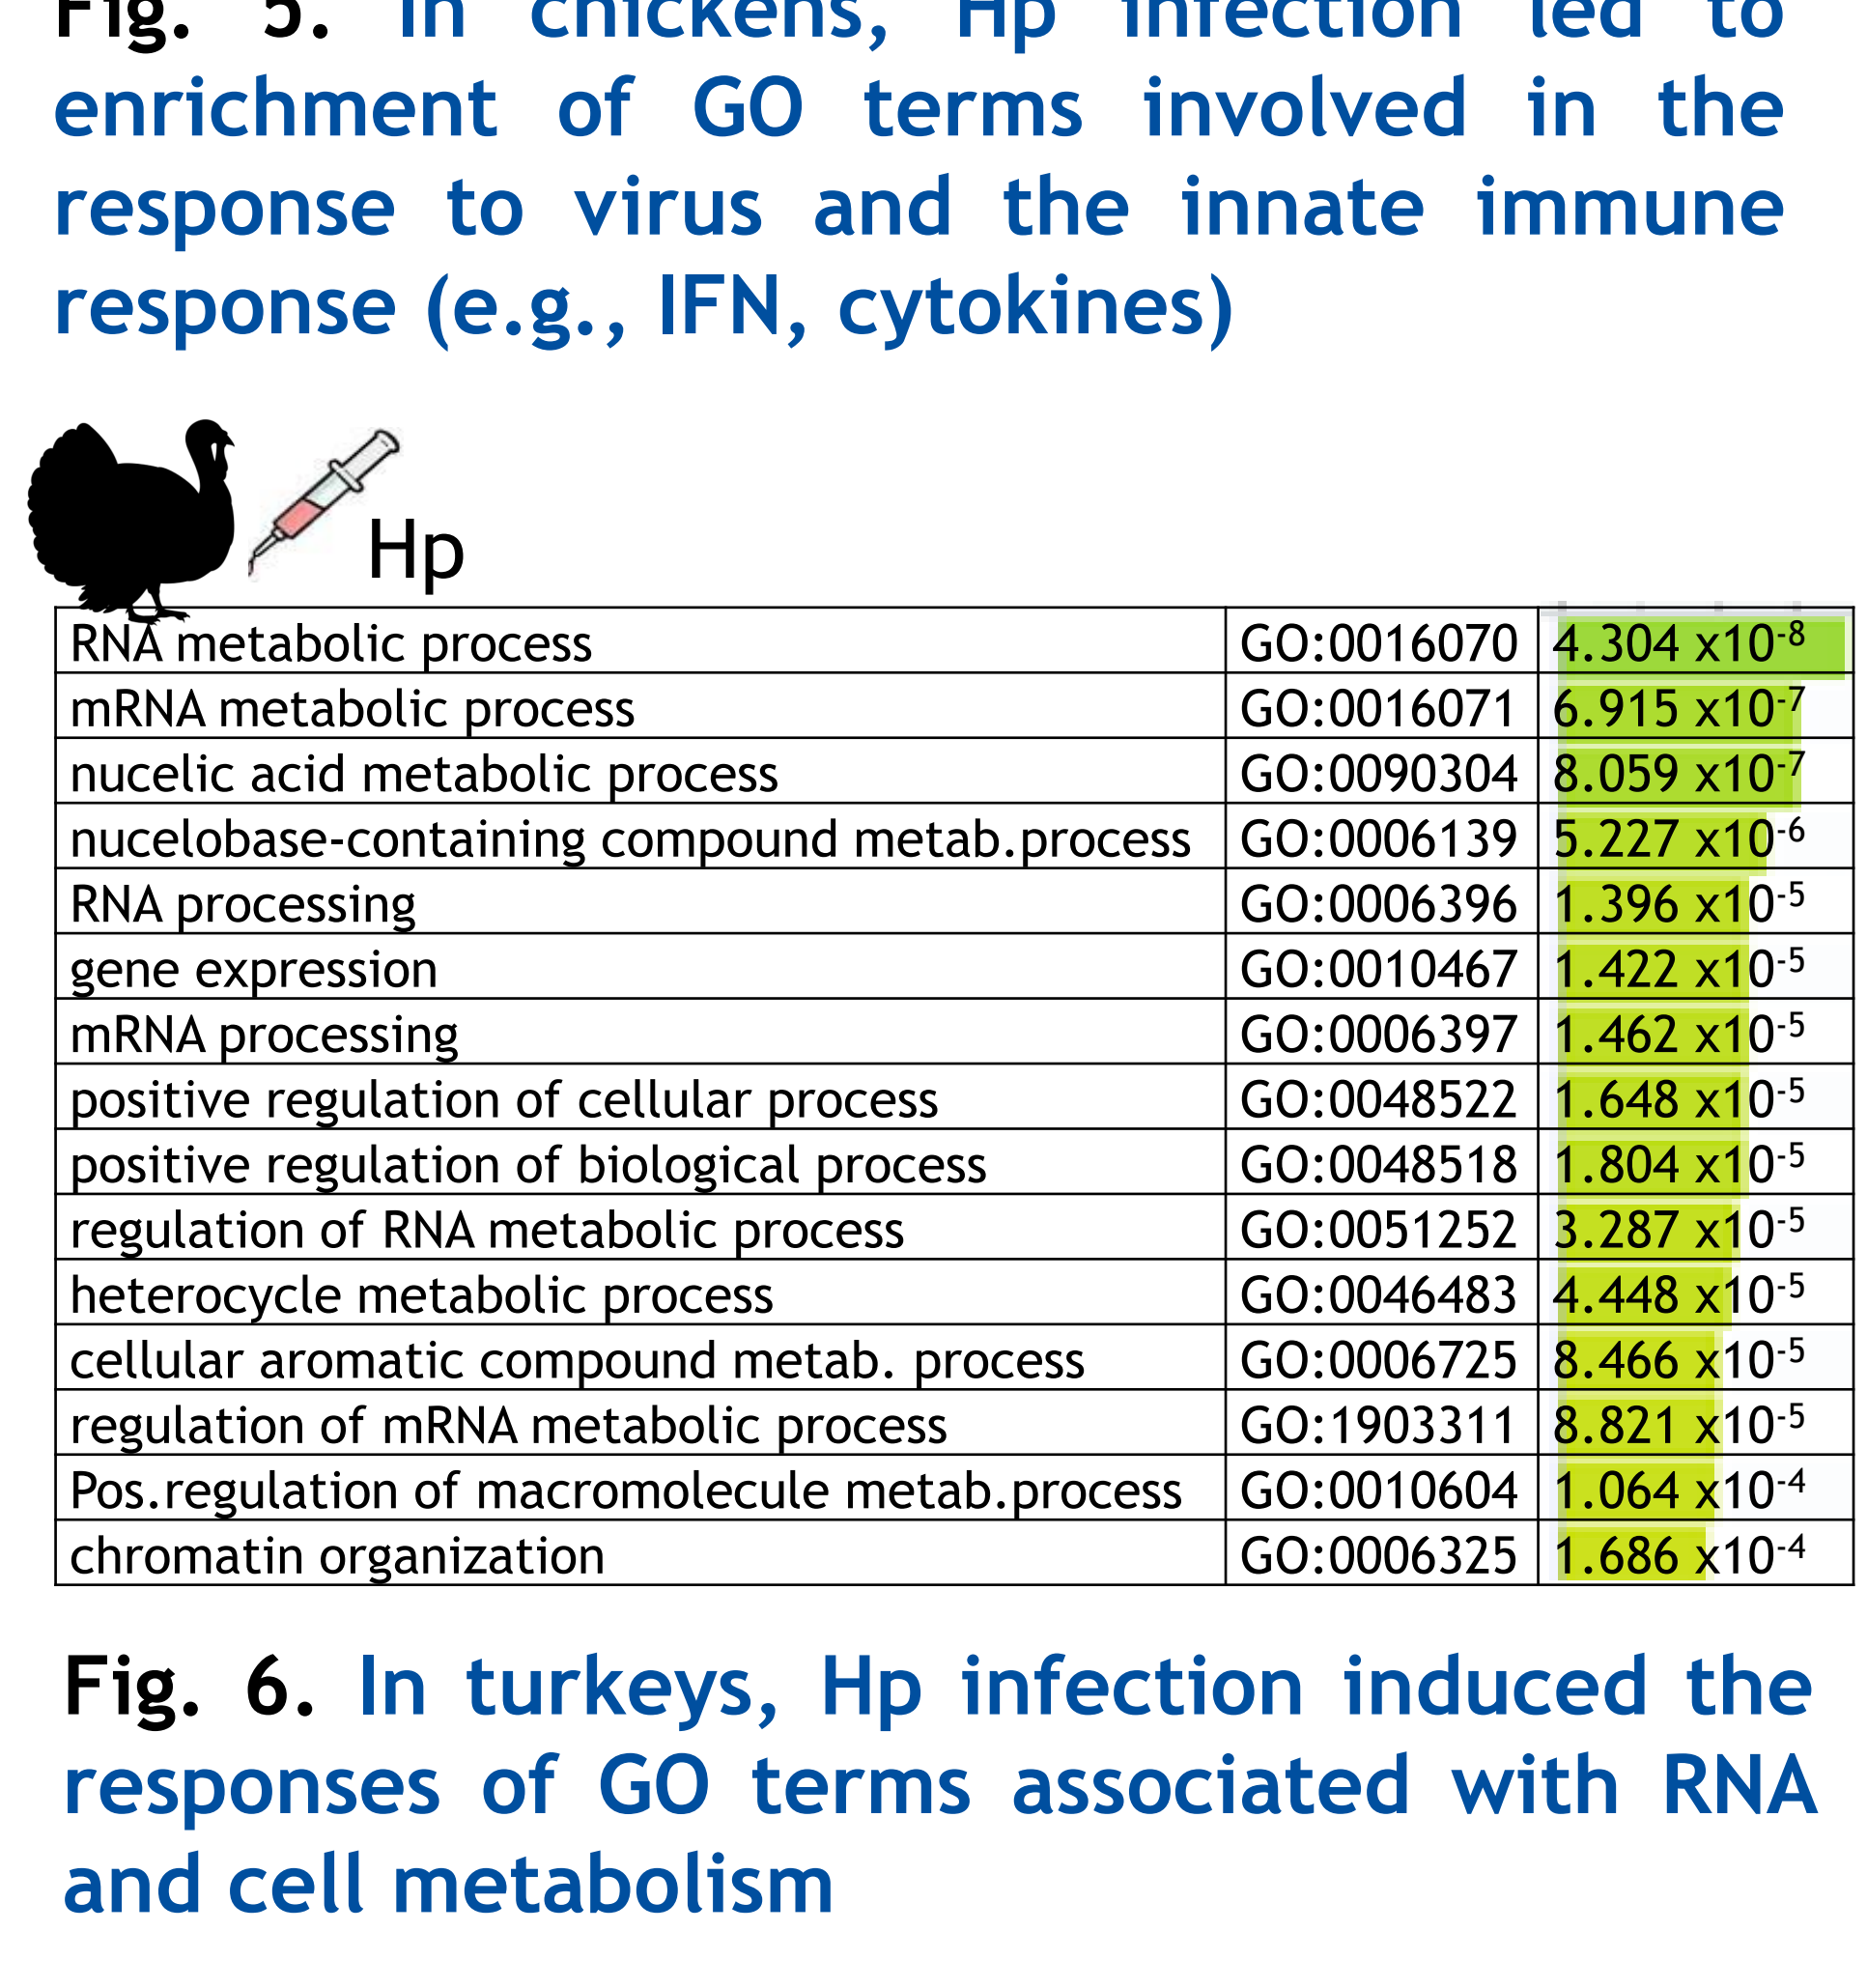 Fig. 5. In chickens, Hp infection led to
enrichment of GO terms involved in the
response to virus and the innate immune
response (e.g., IFN, cytokines)
Hp
RNA metabolic process GO:0016070 4.304 x10⁻⁸
mRNA metabolic process GO:0016071 6.915 x10⁻⁷
nucelic acid metabolic process GO:0090304 8.059 x10⁻⁷
nucelobase-containing compound metab.process GO:0006139 5.227 x10⁻⁶
RNA processing GO:0006396 1.396 x10⁻⁵
gene expression GO:0010467 1.422 x10⁻⁵
mRNA processing GO:0006397 1.462 x10⁻⁵
positive regulation of cellular process GO:0048522 1.648 x10⁻⁵
positive regulation of biological process GO:0048518 1.804 x10⁻⁵
regulation of RNA metabolic process GO:0051252 3.287 x10⁻⁵
heterocycle metabolic process GO:0046483 4.448 x10⁻⁵
cellular aromatic compound metab. process GO:0006725 8.466 x10⁻⁵
regulation of mRNA metabolic process GO:1903311 8.821 x10⁻⁵
Pos.regulation of macromolecule metab.process GO:0010604 1.064 x10⁻⁴
chromatin organization GO:0006325 1.686 x10⁻⁴
Fig. 6. In turkeys, Hp infection induced the
responses of GO terms associated with RNA
and cell metabolism